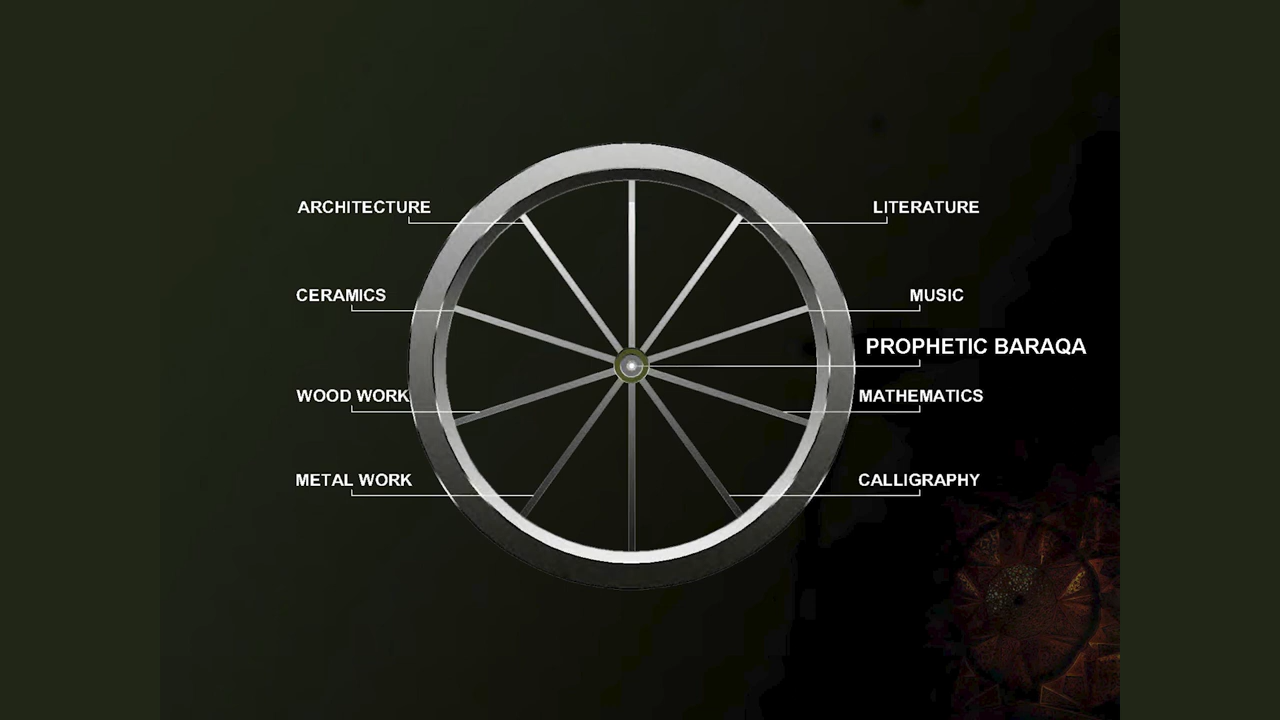 ARCHITECTURE
LITERATURE
CERAMICS
MUSIC
PROPHETIC BARAQA
WOOD WORK
MATHEMATICS
METAL WORK
CALLIGRAPHY